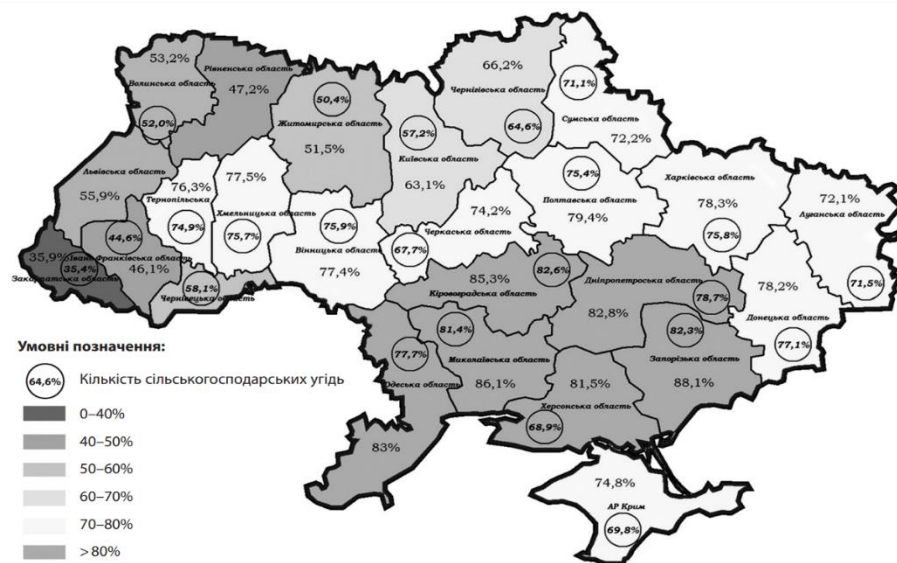 53,2%
Волинська область
52,0%
Рівненська область
47,2%
50,4%
Житомирська область
51,5%
57,2%
Київська область
63,1%
66,2%
Чернігівська область
64,6%
71,1%
Сумська область
72,2%
Львівська область
55,9%
76,3%
Тернопільська
74,9%
77,5%
Хмельницька область
75,7%
75,9%
Вінницька область
77,4%
74,2%
Черкаська область
67,7%
75,4%
Полтавська область
79,4%
Харківська область
78,3%
75,8%
72,1%
Луганська область
71,5%
35,9%
35,4%
Закарпатська область
44,6%
Івано Франківська область
46,1%
58,1%
Чернівецька область
85,3%
82,6%
Кіровоградська область
Дніпропетровська область
78,7%
82,8%
78,2%
Донецька область
77,1%
77,7%
Одеська область
83%
81,4%
Миколаївська область
86,1%
81,5%
Херсонська область
68,9%
82,3%
Запорізька область
88,1%
74,8%
АР Крим
69,8%
Умовні позначення:
64,6% Кількість сільськогосподарських угідь
0–40%
40–50%
50–60%
60–70%
70–80%
>80%